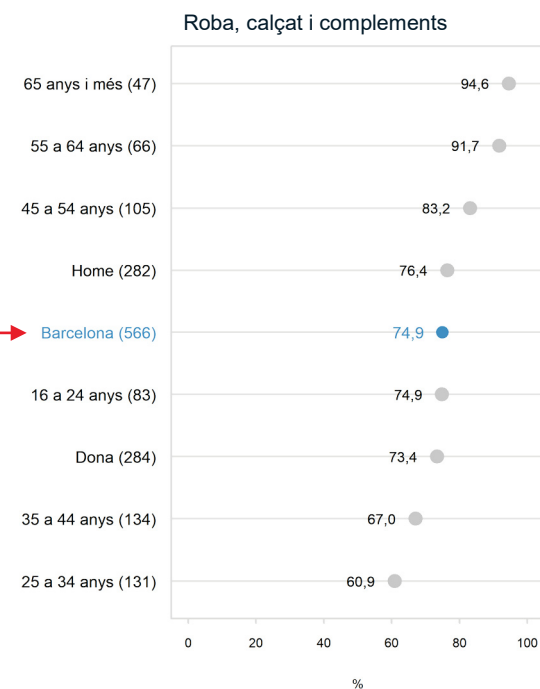 Roba, calçat i complements
65 anys i més (47) 94,6
55 a 64 anys (66) 91,7
45 a 54 anys (105) 83,2
Home (282) 76,4
Barcelona (566) 74,9
16 a 24 anys (83) 74,9
Dona (284) 73,4
35 a 44 anys (134) 67,0
25 a 34 anys (131) 60,9
0 20 40 60 80 100
%